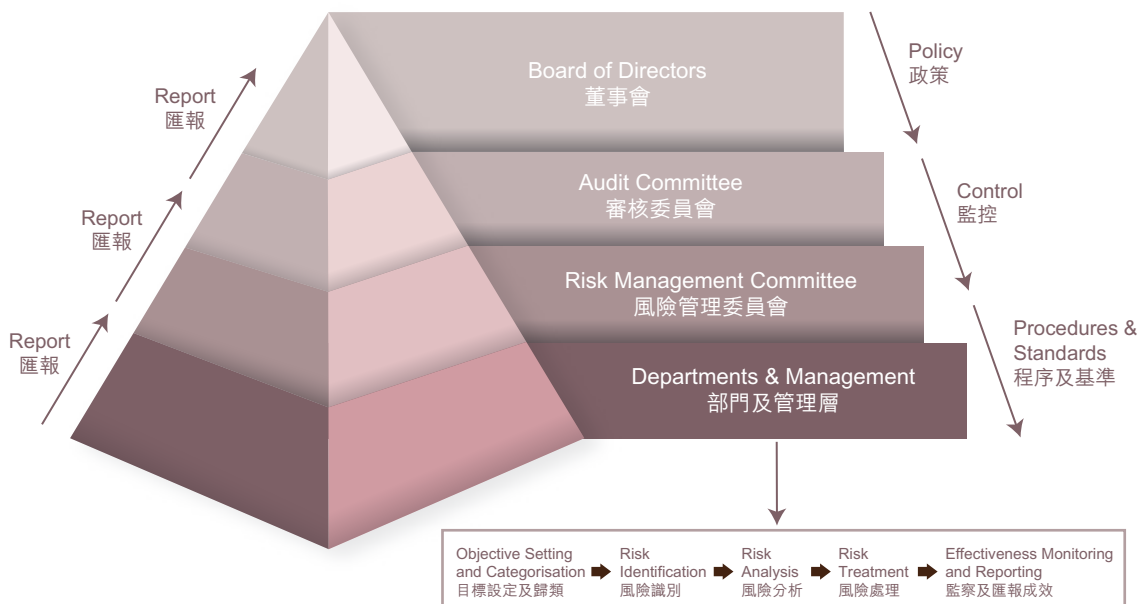 Board of Directors
董事會
Audit Committee
審核委員會
Risk Management Committee
風險管理委員會
Departments & Management
部門及管理層
Report
匯報
Report
匯報
Report
匯報
Policy
政策
Control
監控
Procedures &
Standards
程序及基準
Objective Setting
and Categorisation
目標設定及歸類
Risk
Identification
風險識別
Risk
Analysis
風險分析
Risk
Treatment
風險處理
Effectiveness Monitoring
and Reporting
監察及匯報成效